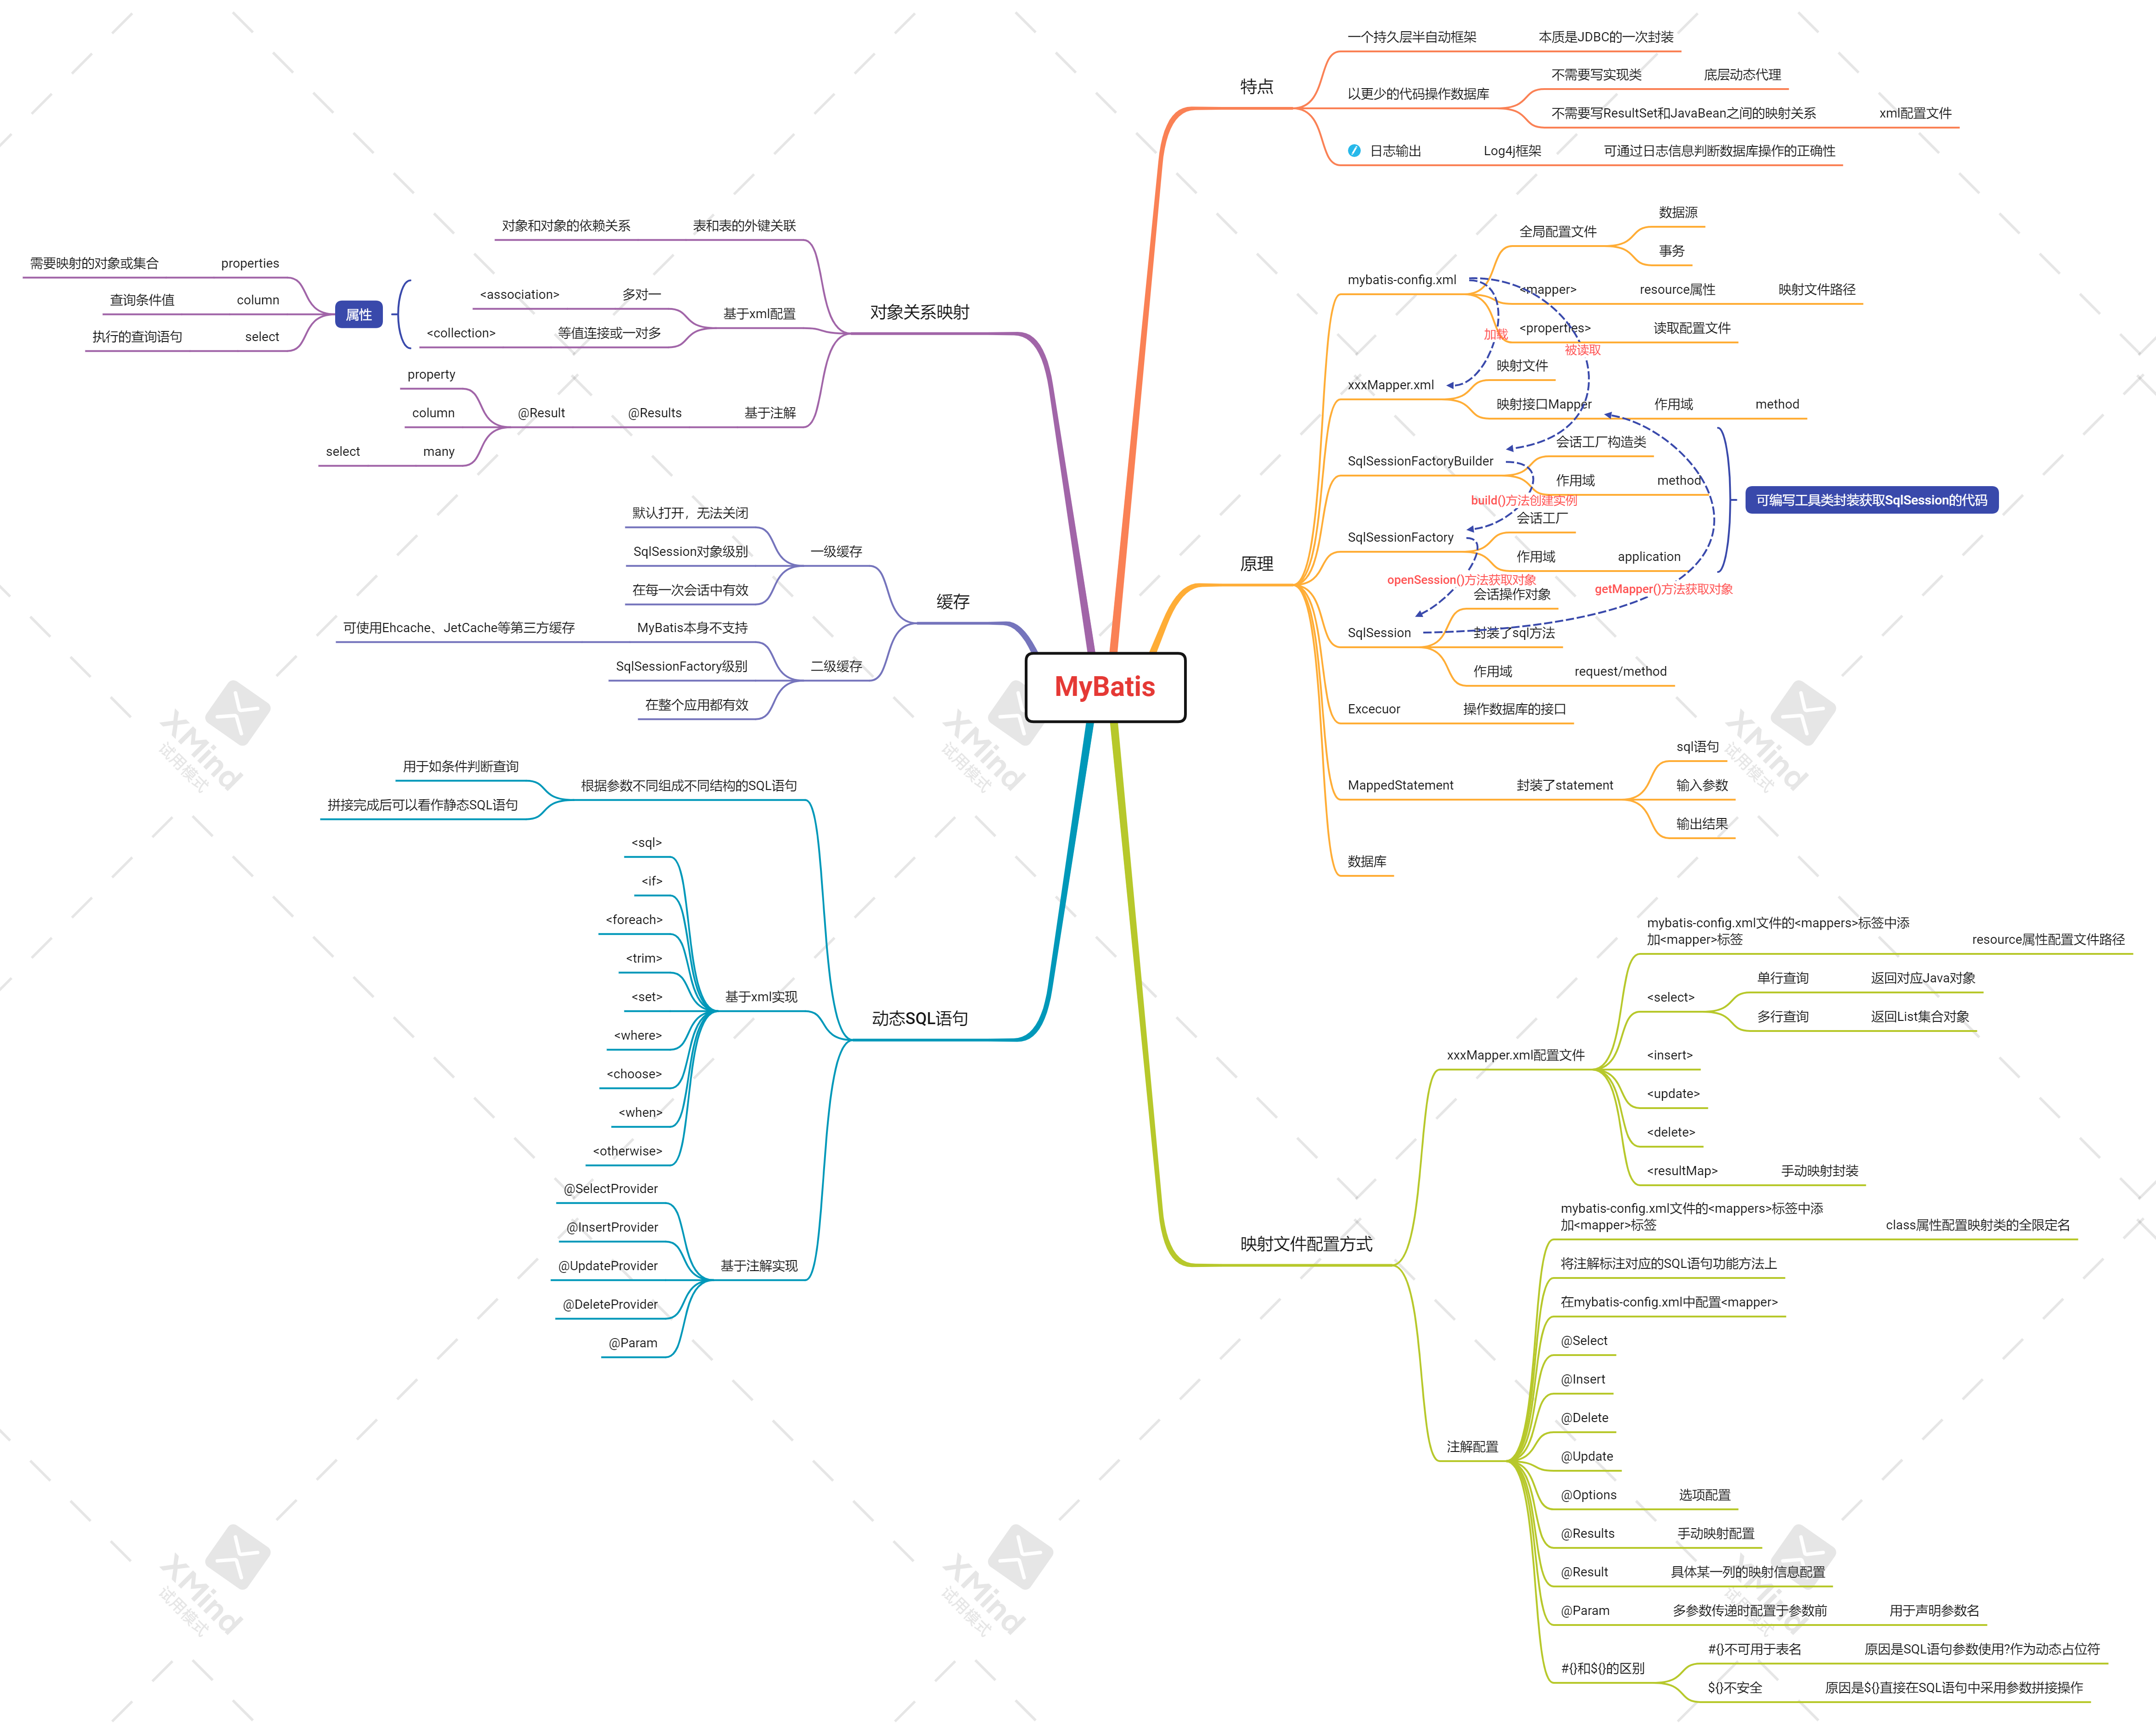 MyBatis
特点
一个持久层半自动框架
本质是JDBC的一次封装
以更少的代码操作数据库
不需要写实现类
底层动态代理
不需要写ResultSet和JavaBean之间的映射关系
xml配置文件
日志输出
Log4j框架
可通过日志信息判断数据库操作的正确性
原理
mybatis-config.xml
全局配置文件
数据源
事务
<mapper>
resource属性
映射文件路径
<properties>
读取配置文件
加载
被读取
xxxMapper.xml
映射文件
映射接口Mapper
作用域
method
SqlSessionFactoryBuilder
会话工厂构造类
作用域
method
build()方法创建实例
可编写工具类封装获取SqlSession的代码
SqlSessionFactory
会话工厂
作用域
application
openSession()方法获取对象
getMapper()方法获取对象
SqlSession
会话操作对象
封装了sql方法
作用域
request/method
Excecuor
操作数据库的接口
MappedStatement
封装了statement
sql语句
输入参数
输出结果
数据库
映射文件配置方式
xxxMapper.xml配置文件
mybatis-config.xml文件的<mappers>标签中添
加<mapper>标签
resource属性配置文件路径
<select>
单行查询
返回对应Java对象
多行查询
返回List集合对象
<insert>
<update>
<delete>
<resultMap>
手动映射封装
注解配置
mybatis-config.xml文件的<mappers>标签中添
加<mapper>标签
class属性配置映射类的全限定名
将注解标注对应的SQL语句功能方法上
在mybatis-config.xml中配置<mapper>
@Select
@Insert
@Delete
@Update
@Options
选项配置
@Results
手动映射配置
@Result
具体某一列的映射信息配置
@Param
多参数传递时配置于参数前
用于声明参数名
#{}和${}的区别
#{}不可用于表名
原因是SQL语句参数使用?作为动态占位符
${}不安全
原因是${}直接在SQL语句中采用参数拼接操作
对象关系映射
表和表的外键关联
对象和对象的依赖关系
基于xml配置
多对一
<association>
等值连接或一对多
<collection>
属性
properties
需要映射的对象或集合
column
查询条件值
select
执行的查询语句
基于注解
@Results
@Result
property
column
many
select
缓存
一级缓存
默认打开，无法关闭
SqlSession对象级别
在每一次会话中有效
二级缓存
MyBatis本身不支持
可使用Ehcache、JetCache等第三方缓存
SqlSessionFactory级别
在整个应用都有效
动态SQL语句
根据参数不同组成不同结构的SQL语句
用于如条件判断查询
拼接完成后可以看作静态SQL语句
基于xml实现
<sql>
<if>
<foreach>
<trim>
<set>
<where>
<choose>
<when>
<otherwise>
基于注解实现
@SelectProvider
@InsertProvider
@UpdateProvider
@DeleteProvider
@Param
XMind
试用模式
XMind
试用模式
XMind
试用模式
XMind
试用模式
XMind
试用模式
XMind
试用模式